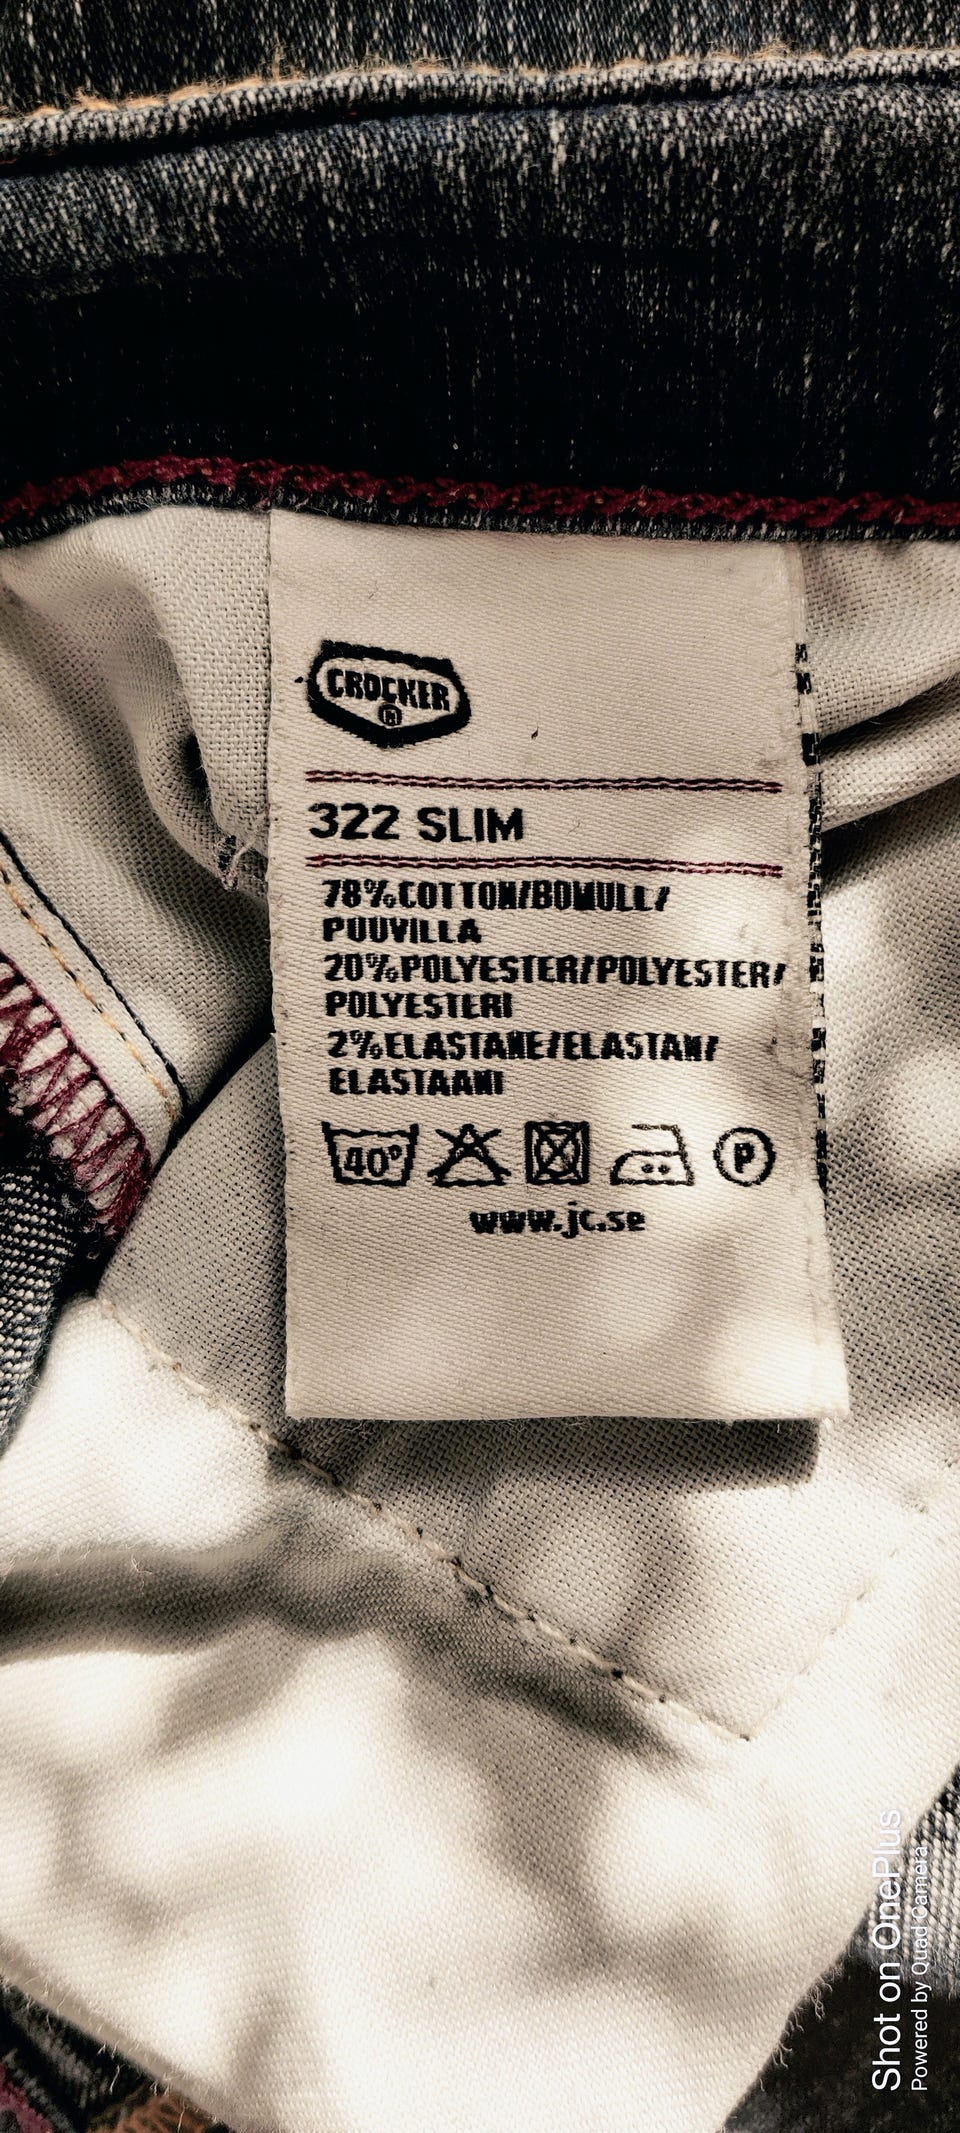 CROCKER
®
322 SLIM
78%COTTON/BOMULL/
PUUVILLA
20%POLYESTER/POLYESTER/
POLYESTERI
2%ELASTANE/ELASTAN/
ELASTAANI
40° P
www.jc.se
Shot on OnePlus
Powered by Quad Camera